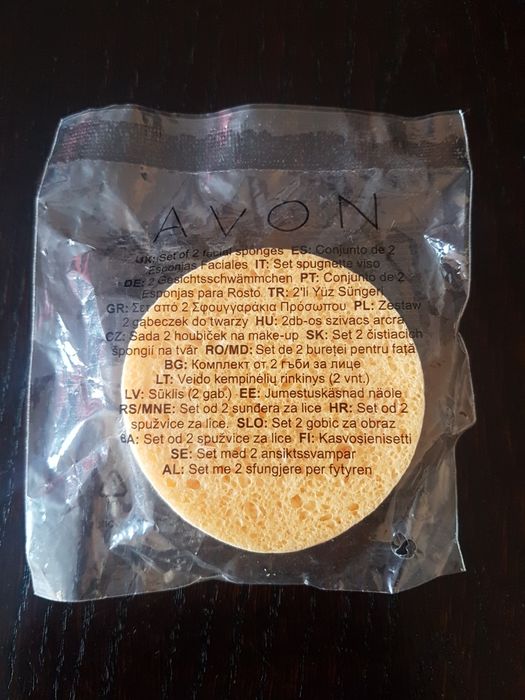 AVON
UK: Set of 2 facial sponges ES: Conjunto de 2
Esponjas Faciales IT: Set spugnette viso
DE: 2 Gesichtsschwämmchen PT: Conjunto de 2
Esponjas para Rosto TR: 2'li Yüz Süngeri
GR: Σετ από 2 Σφουγγαράκια Προσώπου PL: Zestaw
2 gąbeczek do twarzy HU: 2db-os szivacs arcra
CZ: Sada 2 houbiček na make-up SK: Set 2 čistiacich
špongií na tvár RO/MD: Set de 2 bureței pentru față
BG: Комплект от 2 гъби за лице
LT: Veido kempinėlių rinkinys (2 vnt.)
LV: Sūklis (2 gab.) EE: Jumestuskäsnad näole
RS/MNE: Set od 2 sunđera za lice HR: Set od 2
spužvice za lice. SLO: Set 2 gobic za obraz
BA: Set od 2 spužvice za lice FI: Kasvosienisetti
SE: Set med 2 ansiktssvampar
AL: Set me 2 sfungjere per fytyren